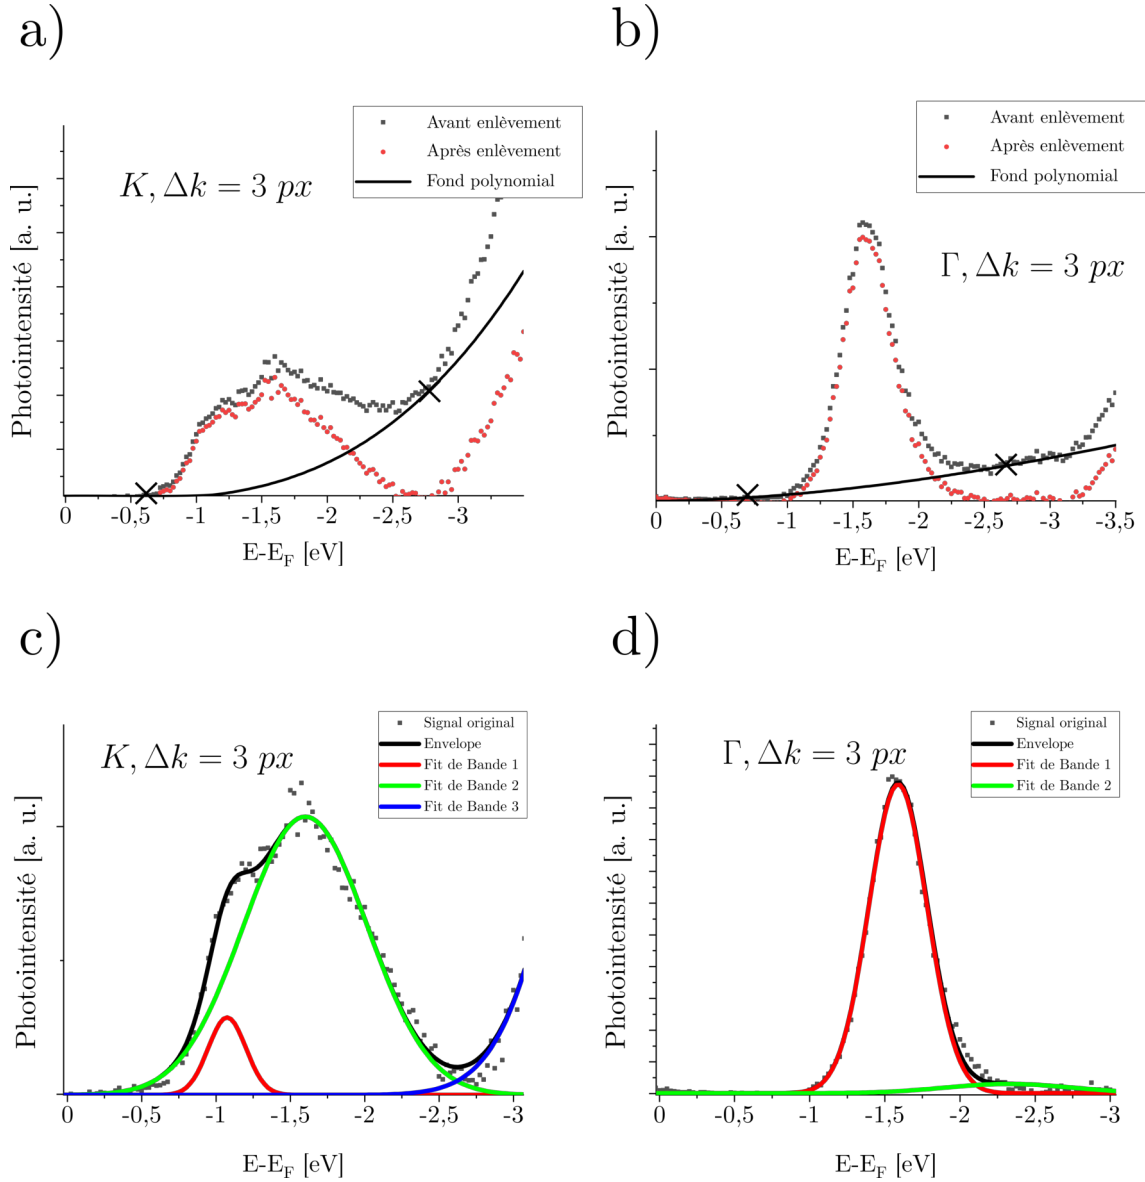 a)
Avant enlèvement
Après enlèvement
Fond polynomial
K, Δk = 3 px
Photointensité [a. u.]
0 -0,5 -1 -1,5 -2 -2,5 -3
E-E_F [eV]
b)
Avant enlèvement
Après enlèvement
Fond polynomial
Γ, Δk = 3 px
Photointensité [a. u.]
0 -0,5 -1 -1,5 -2 -2,5 -3 -3,5
E-E_F [eV]
c)
Signal original
Envelope
Fit de Bande 1
Fit de Bande 2
Fit de Bande 3
K, Δk = 3 px
Photointensité [a. u.]
0 -0,5 -1 -1,5 -2 -2,5 -3
E-E_F [eV]
d)
Signal original
Envelope
Fit de Bande 1
Fit de Bande 2
Γ, Δk = 3 px
Photointensité [a. u.]
0 -0,5 -1 -1,5 -2 -2,5 -3
E-E_F [eV]